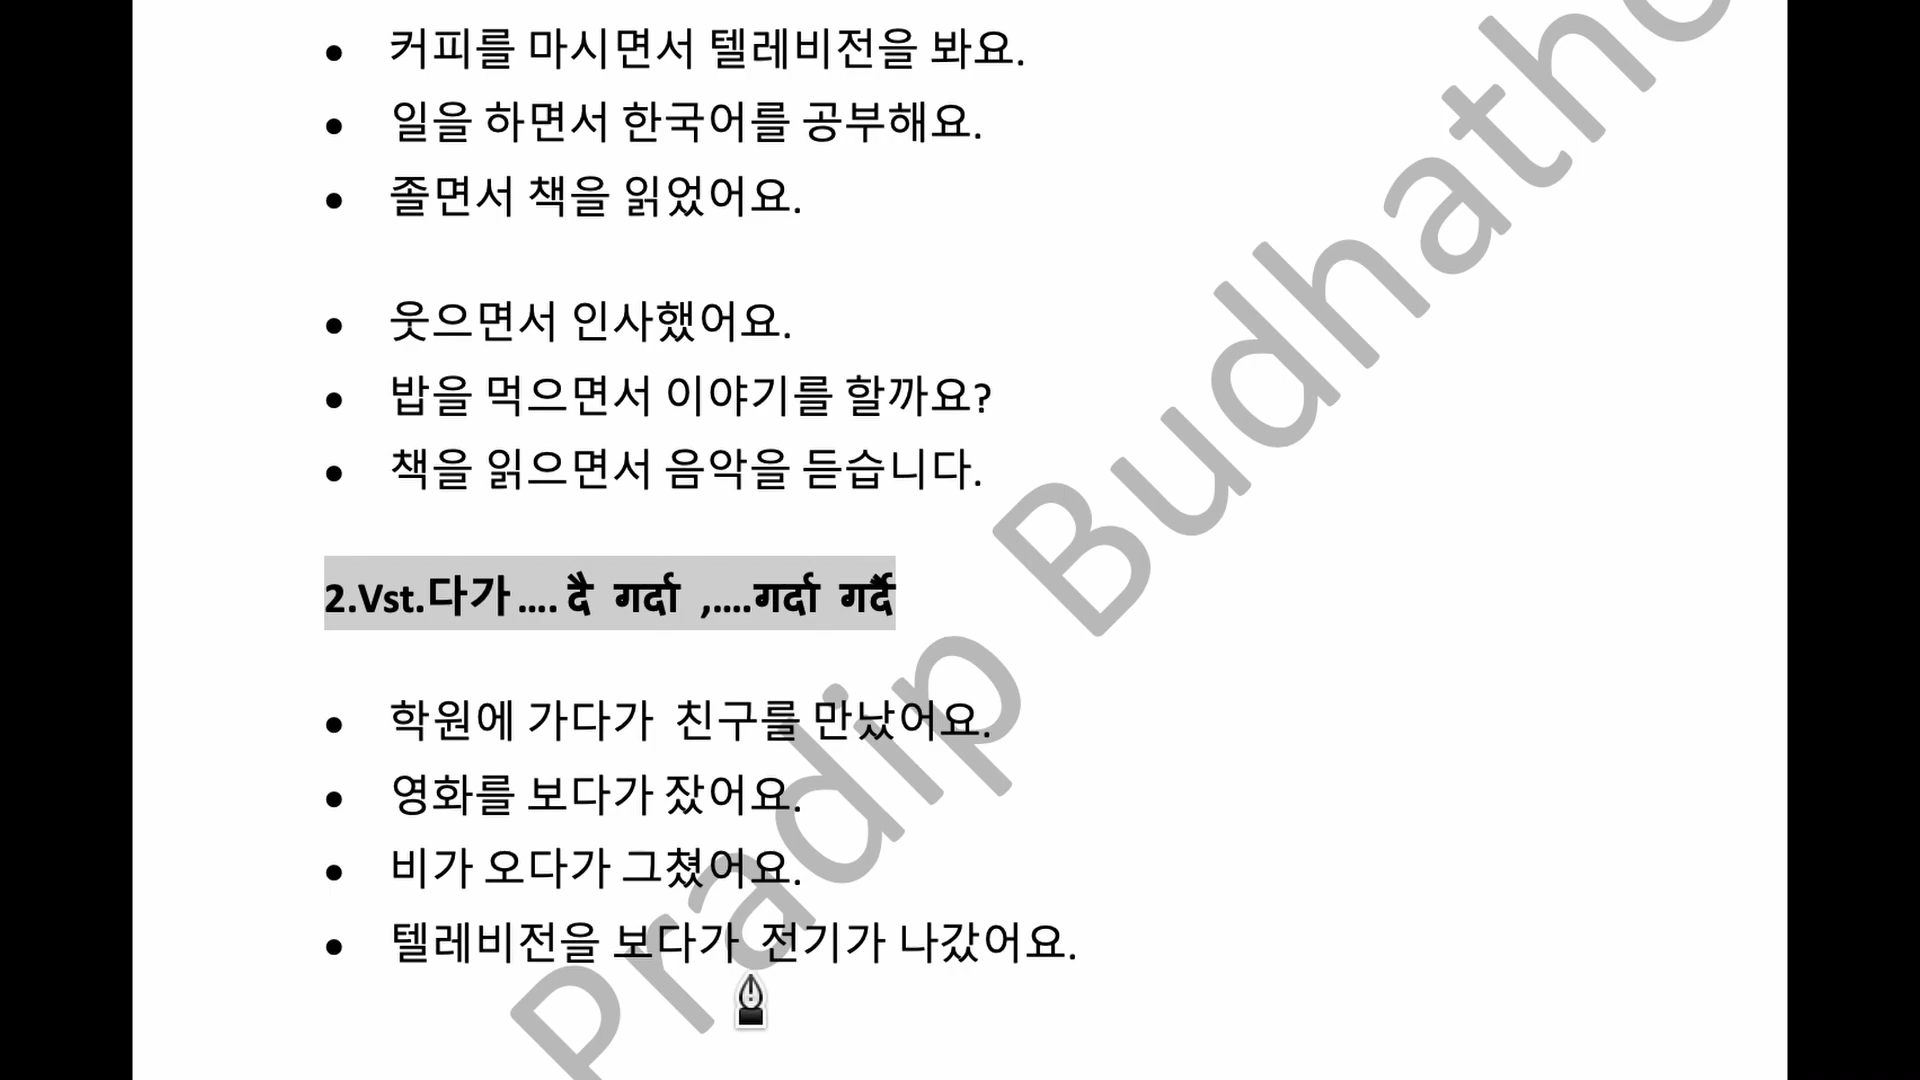 • 커피를 마시면서 텔레비전을 봐요.
• 일을 하면서 한국어를 공부해요.
• 졸면서 책을 읽었어요.
• 웃으면서 인사했어요.
• 밥을 먹으면서 이야기를 할까요?
• 책을 읽으면서 음악을 듣습니다.
2.Vst.다가 .... दै गर्दा ,....गर्दा गर्दै
• 학원에 가다가 친구를 만났어요.
• 영화를 보다가 잤어요.
• 비가 오다가 그쳤어요.
• 텔레비전을 보다가 전기가 나갔어요.
Pradip Budhatho